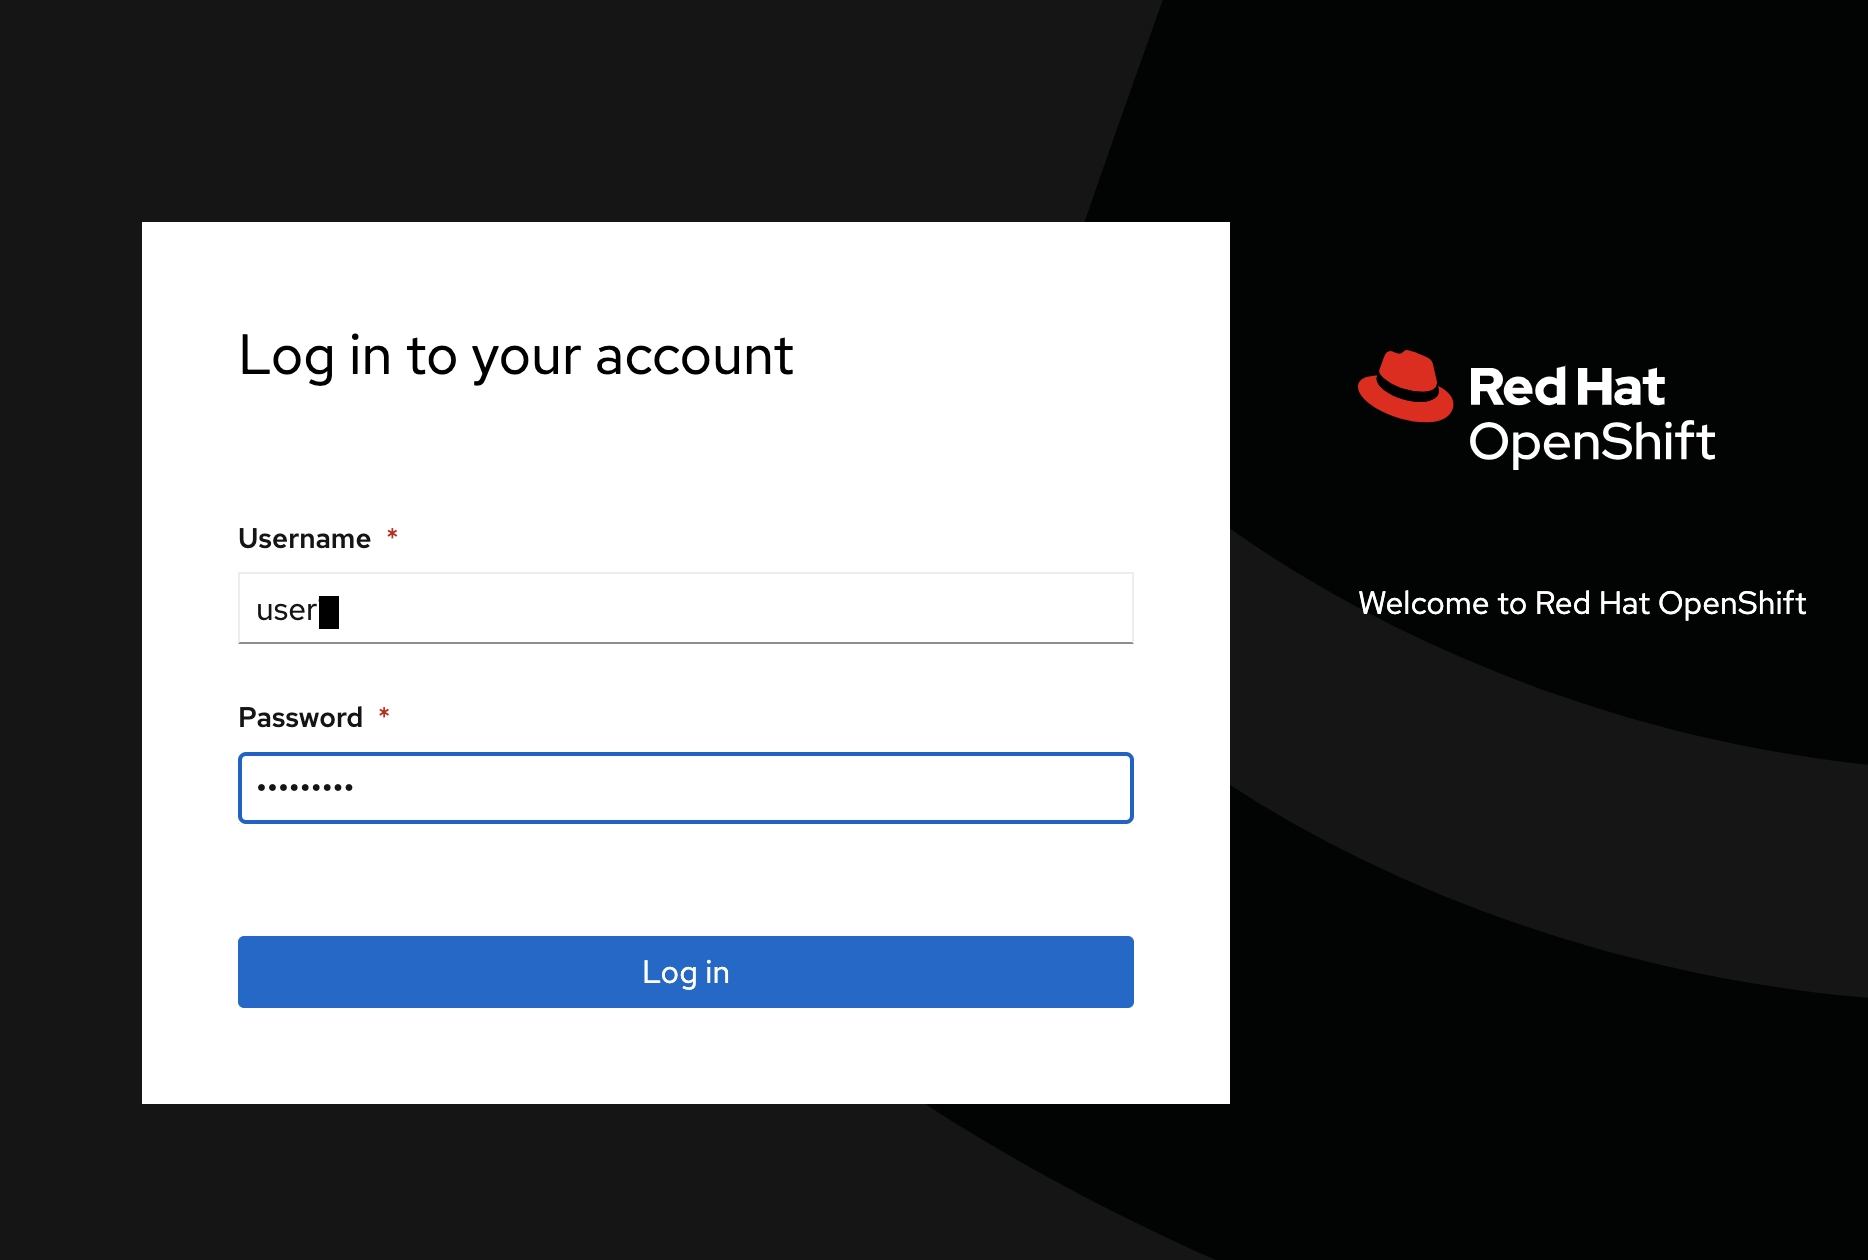 Log in to your account
Username *
user
Password *
•••••••••
Log in
Red Hat
OpenShift
Welcome to Red Hat OpenShift